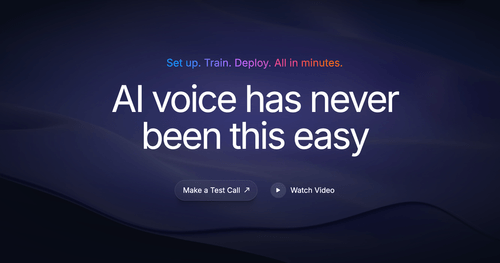 Set up. Train. Deploy. All in minutes.
AI voice has never
been this easy
Make a Test Call ↗
Watch Video